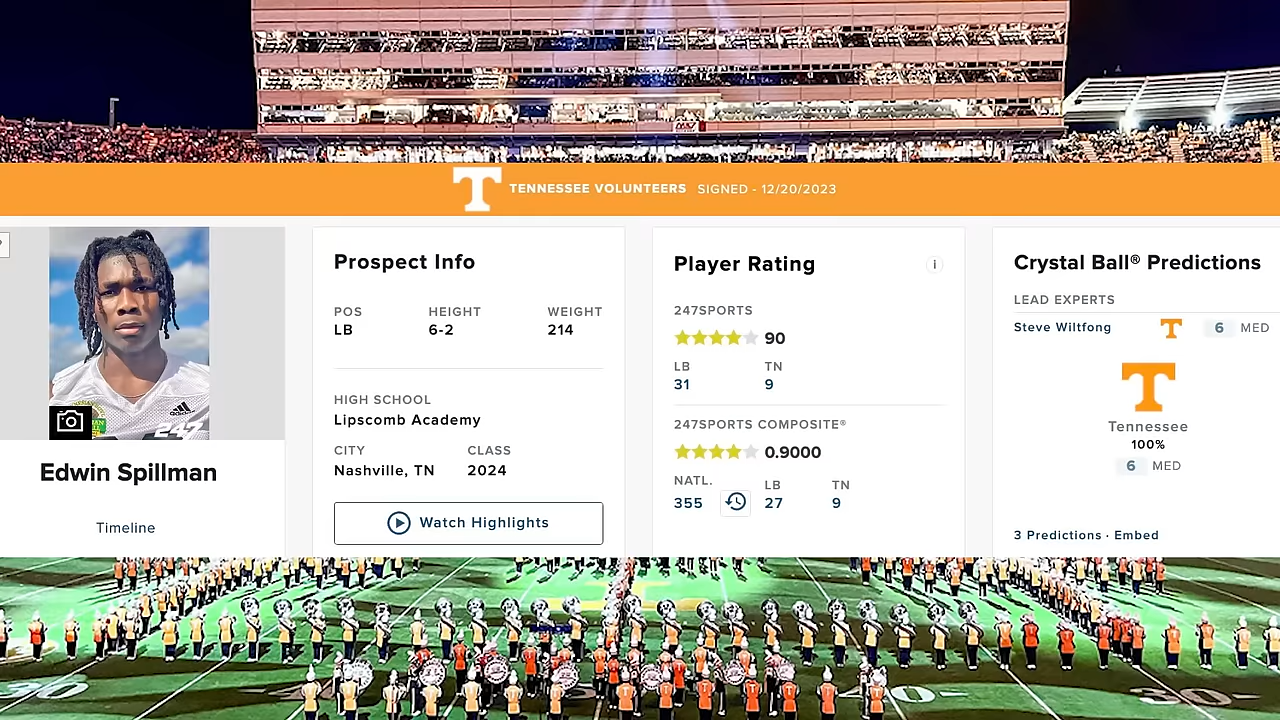 T TENNESSEE VOLUNTEERS SIGNED - 12/20/2023
247
Edwin Spillman
Timeline
Prospect Info
POS HEIGHT WEIGHT
LB 6-2 214
HIGH SCHOOL
Lipscomb Academy
CITY CLASS
Nashville, TN 2024
Watch Highlights
Player Rating
i
247SPORTS
90
LB TN
31 9
247SPORTS COMPOSITE®
0.9000
NATL. LB TN
355 27 9
Crystal Ball® Predictions
LEAD EXPERTS
Steve Wiltfong T 6 MED
T
Tennessee
100%
6 MED
3 Predictions · Embed